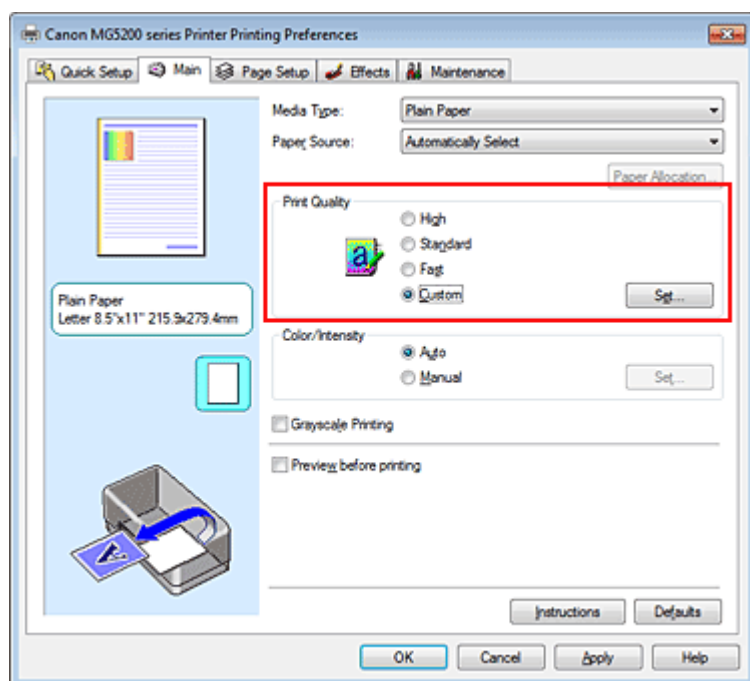 Canon MG5200 series Printer Printing Preferences
Quick Setup Main Page Setup Effects Maintenance
Media Type: Plain Paper
Paper Source: Automatically Select
Paper Allocation...
Print Quality
High
Standard
Fast
Custom Set...
Plain Paper
Letter 8.5"x11" 215.9x279.4mm
Color/Intensity
Auto
Manual Set...
Grayscale Printing
Preview before printing
Instructions Defaults
OK Cancel Apply Help